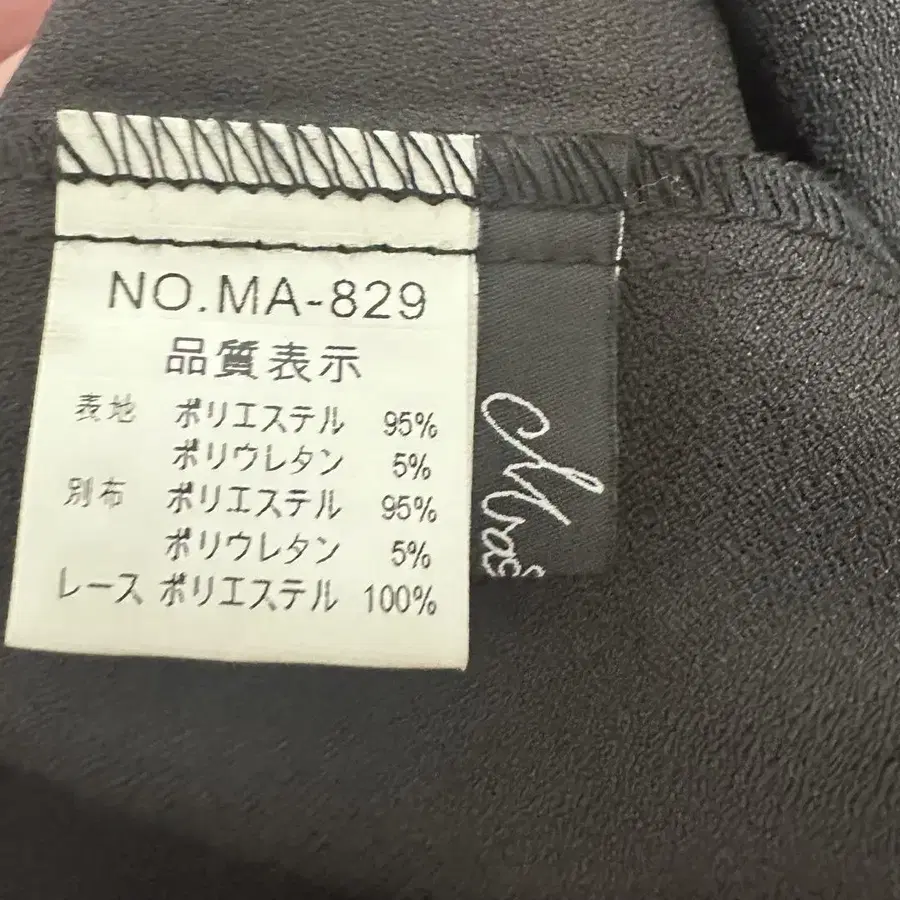 NO.MA-829
品質表示
表地 ポリエステル 95%
ポリウレタン 5%
別布 ポリエステル 95%
ポリウレタン 5%
レース ポリエステル 100%